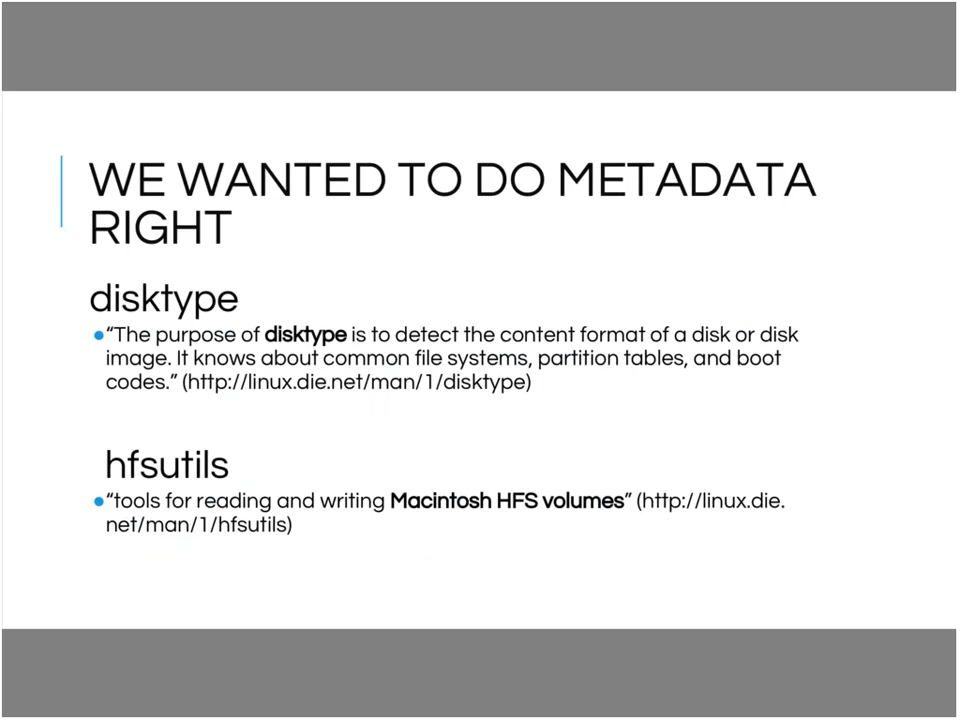 WE WANTED TO DO METADATA
RIGHT
disktype
●“The purpose of disktype is to detect the content format of a disk or disk
image. It knows about common file systems, partition tables, and boot
codes.” (http://linux.die.net/man/1/disktype)
hfsutils
●“tools for reading and writing Macintosh HFS volumes” (http://linux.die.
net/man/1/hfsutils)